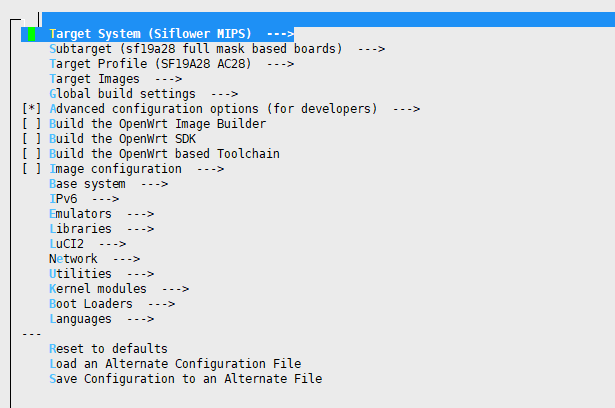 Target System (Siflower MIPS)  --->
Subtarget (sf19a28 full mask based boards)  --->
Target Profile (SF19A28 AC28)  --->
Target Images  --->
Global build settings  --->
[*] Advanced configuration options (for developers)  --->
[ ] Build the OpenWrt Image Builder
[ ] Build the OpenWrt SDK
[ ] Build the OpenWrt based Toolchain
[ ] Image configuration  --->
Base system  --->
IPv6  --->
Emulators  --->
Libraries  --->
LuCI2  --->
Network  --->
Utilities  --->
Kernel modules  --->
Boot Loaders  --->
Languages  --->
---
Reset to defaults
Load an Alternate Configuration File
Save Configuration to an Alternate File